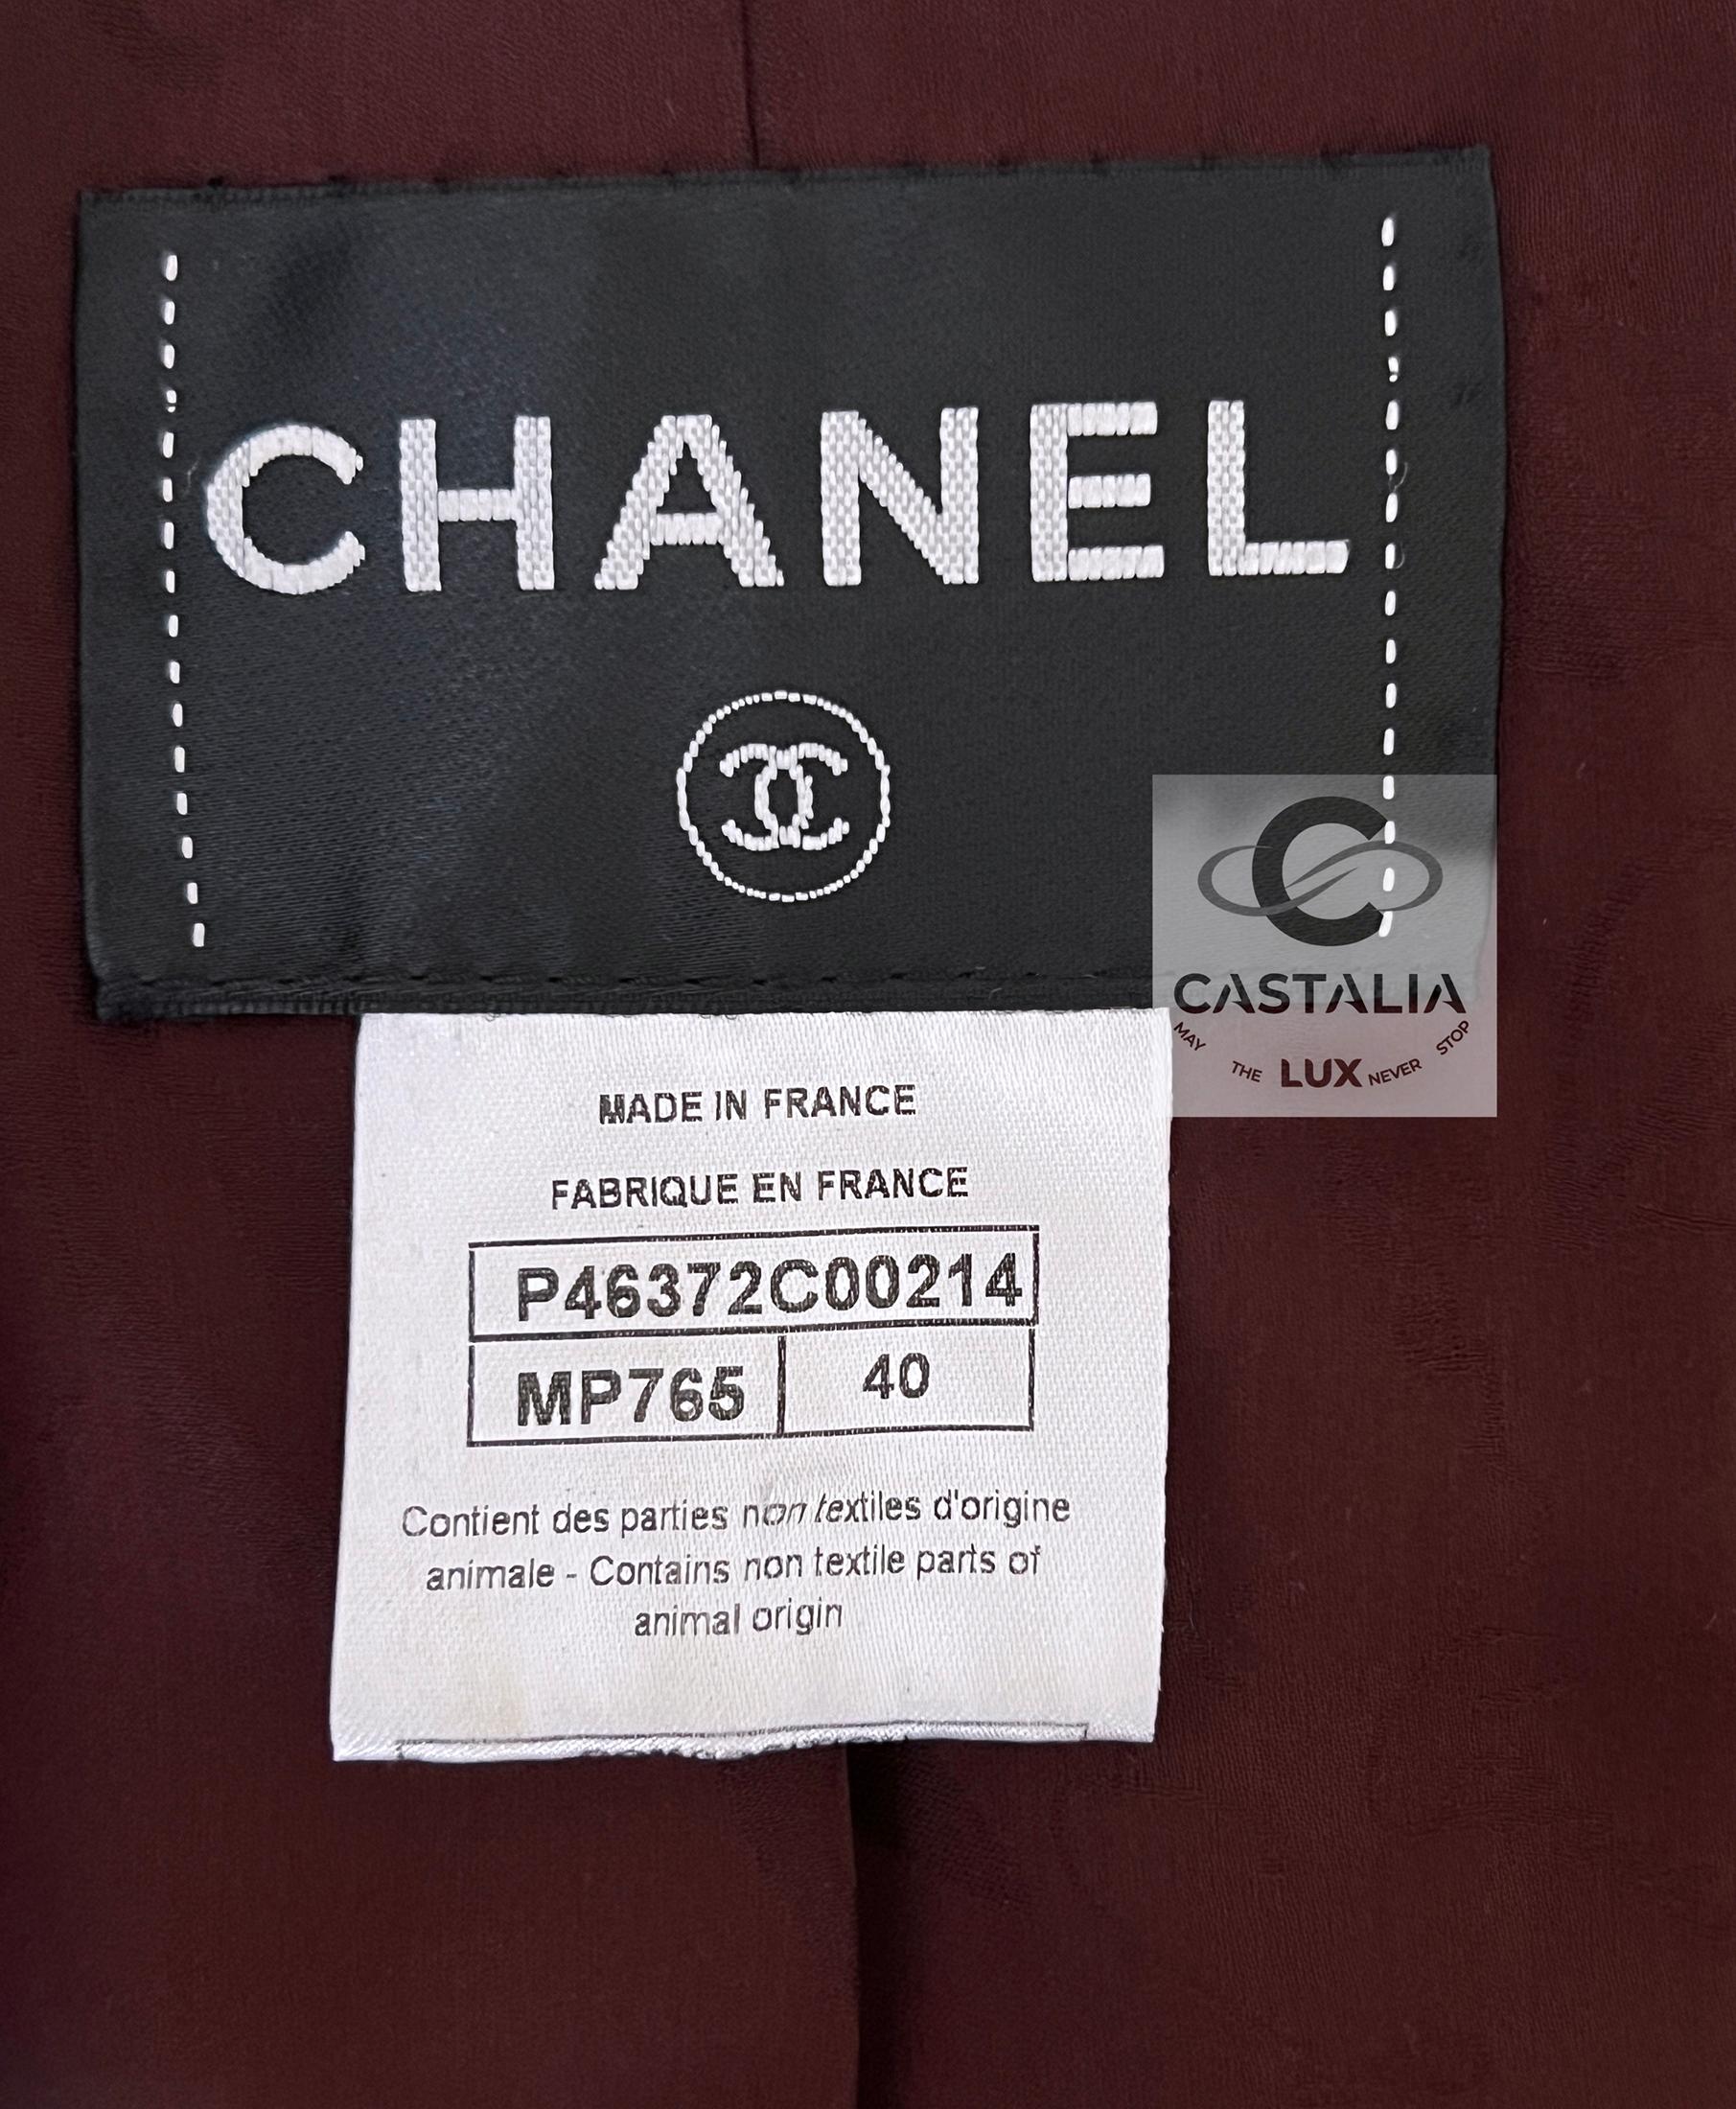 CHANEL
CASTALIA
MAY THE LUX NEVER STOP
MADE IN FRANCE
FABRIQUE EN FRANCE
P46372C00214
MP765 40
Contient des parties non textiles d'origine
animale - Contains non textile parts of
animal origin